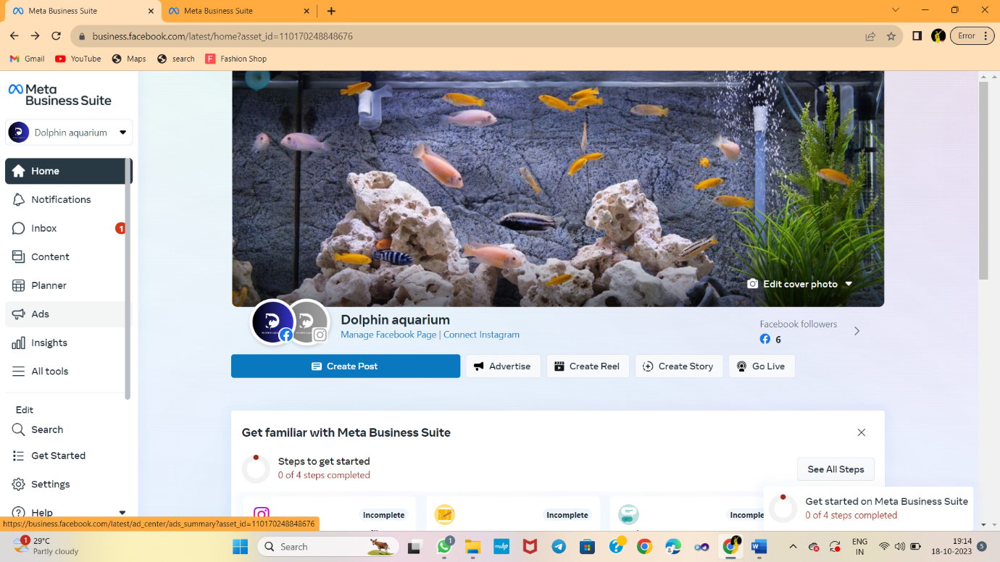 Meta Business Suite
Meta Business Suite
business.facebook.com/latest/home?asset_id=110170248848676
Error
Gmail
YouTube
Maps
search
Fashion Shop
Meta
Business Suite
Dolphin aquarium
Home
Notifications
Inbox
1
Content
Planner
Ads
Insights
All tools
Edit
Search
Get Started
Settings
Help
Edit cover photo
Dolphin aquarium
Manage Facebook Page | Connect Instagram
Facebook followers
6
Create Post
Advertise
Create Reel
Create Story
Go Live
Get familiar with Meta Business Suite
Steps to get started
0 of 4 steps completed
See All Steps
Incomplete
Incomplete
Incomple
Get started on Meta Business Suite
0 of 4 steps completed
https://business.facebook.com/latest/ad_center/ads_summary?asset_id=110170248848676
1
29°C
Partly cloudy
Search
1
ENG
IN
19:14
18-10-2023
5